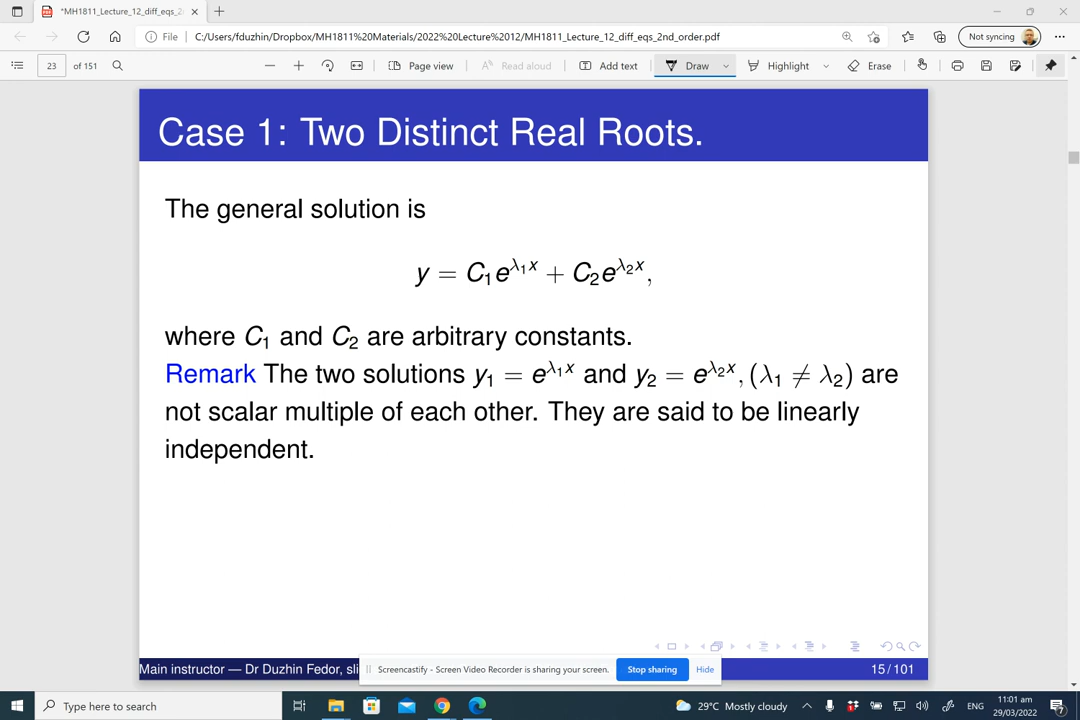 *MH1811_Lecture_12_diff_eqs_2
File
C:/Users/fduzhin/Dropbox/MH1811%20Materials/2022%20Lecture%2012/MH1811_Lecture_12_diff_eqs_2nd_order.pdf
Not syncing
23 of 151
Page view
Read aloud
Add text
Draw
Highlight
Erase
Case 1: Two Distinct Real Roots.
The general solution is
y = C₁e^{λ₁x} + C₂e^{λ₂x},
where C₁ and C₂ are arbitrary constants.
Remark The two solutions y₁ = e^{λ₁x} and y₂ = e^{λ₂x}, (λ₁ ≠ λ₂) are
not scalar multiple of each other. They are said to be linearly
independent.
Main instructor — Dr Duzhin Fedor, sli
15/101
Screencastify - Screen Video Recorder is sharing your screen.
Stop sharing
Hide
Type here to search
29°C Mostly cloudy
ENG
11:01 am
29/03/2022
7